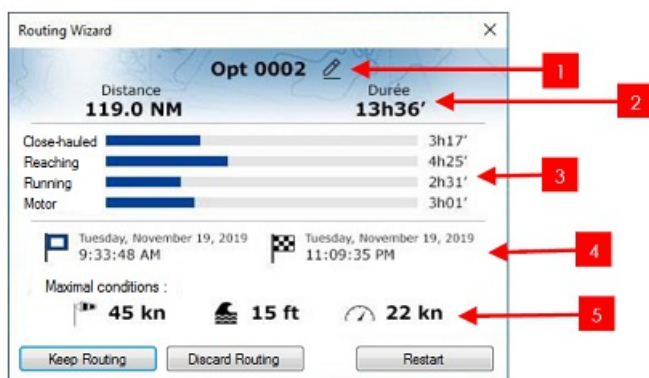 Routing Wizard
Opt 0002
1
Distance
Durée
119.0 NM
13h36'
2
Close-hauled 3h17'
Reaching 4h25'
Running 2h31'
Motor 3h01'
3
Tuesday, November 19, 2019
9:33:48 AM
Tuesday, November 19, 2019
11:09:35 PM
4
Maximal conditions :
45 kn 15 ft 22 kn
5
Keep Routing Discard Routing Restart